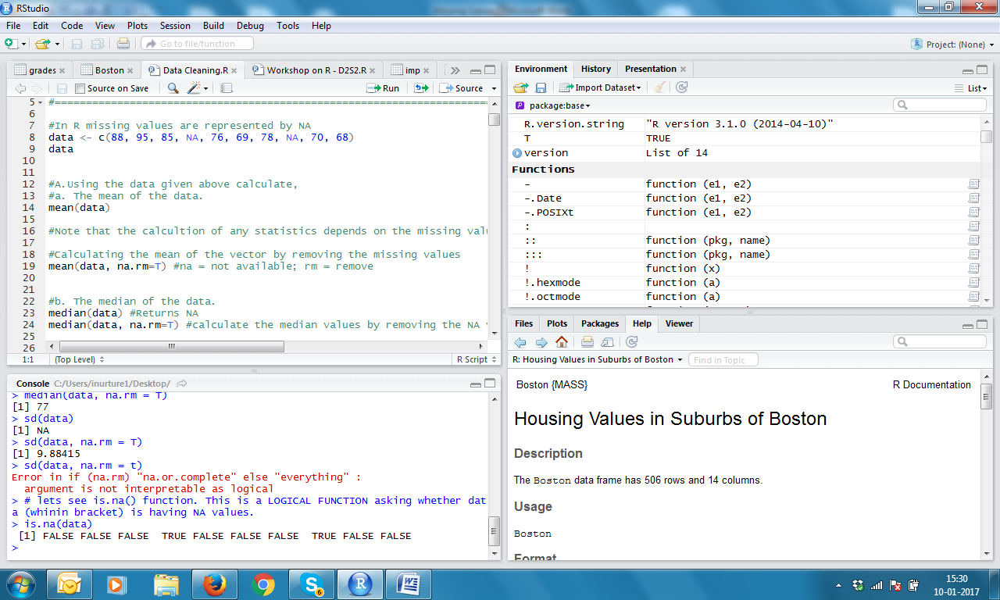 RStudio
File Edit Code View Plots Session Build Debug Tools Help
Go to file/function
Project: (None)
grades
Boston
Data Cleaning.R
Workshop on R - D2S2.R
imp
Source on Save
Run
Source
5 #
6
7 #In R missing values are represented by NA
8 data <- c(88, 95, 85, NA, 76, 69, 78, NA, 70, 68)
9 data
10
11
12 #A.Using the data given above calculate,
13 #a. The mean of the data.
14 mean(data)
15
16 #Note that the calcultion of any statistics depends on the missing
17
18 #Calculating the mean of the vector by removing the missing values
19 mean(data, na.rm=T) #na = not available; rm = remove
20
21
22 #b. The median of the data.
23 median(data) #Returns NA
24 median(data, na.rm=T) #calculate the median values by removing the NA
25
26
1:1 (Top Level) R Script
Console C:/Users/inurture1/Desktop/
> median(data, na.rm = T)
[1] 77
> sd(data)
[1] NA
> sd(data, na.rm = T)
[1] 9.88415
> sd(data, na.rm = t)
Error in if (na.rm) "na.or.complete" else "everything" :
argument is not interpretable as logical
> # lets see is.na() function. This is a LOGICAL FUNCTION asking whether dat
a (whinin bracket) is having NA values.
> is.na(data)
[1] FALSE FALSE FALSE TRUE FALSE FALSE FALSE TRUE FALSE FALSE
>
Environment History Presentation
Import Dataset
List
package:base
R.version.string "R version 3.1.0 (2014-04-10)"
T TRUE
version List of 14
Functions
- function (e1, e2)
-.Date function (e1, e2)
-.POSIXt function (e1, e2)
:
:: function (pkg, name)
::: function (pkg, name)
! function (x)
!.hexmode function (a)
!.octmode function (a)
Files Plots Packages Help Viewer
R: Housing Values in Suburbs of Boston
Find in Topic
Boston {MASS} R Documentation
Housing Values in Suburbs of Boston
Description
The Boston data frame has 506 rows and 14 columns.
Usage
Boston
Format
6
15:30
10-01-2017